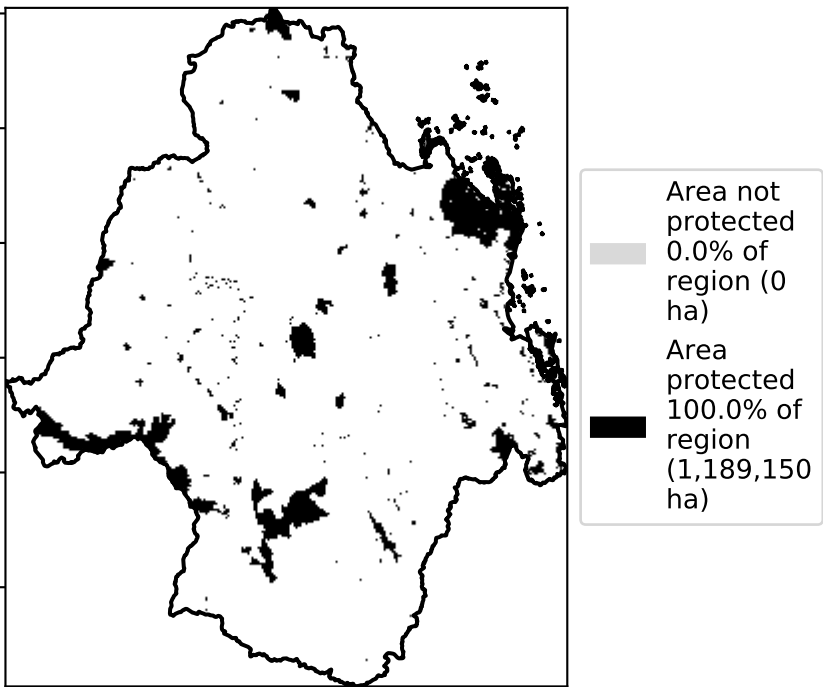 Area not
protected
0.0% of
region (0
ha)
Area
protected
100.0% of
region
(1,189,150
ha)